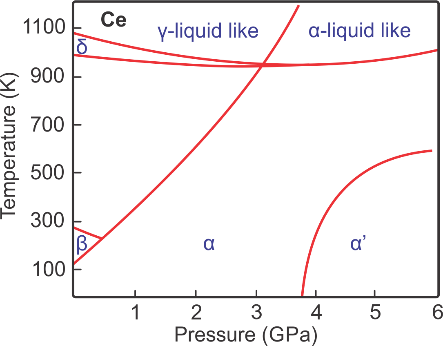 Ce
γ-liquid like
α-liquid like
δ
β
α
α’
1100
900
700
500
300
100
Temperature (K)
1
2
3
4
5
6
Pressure (GPa)